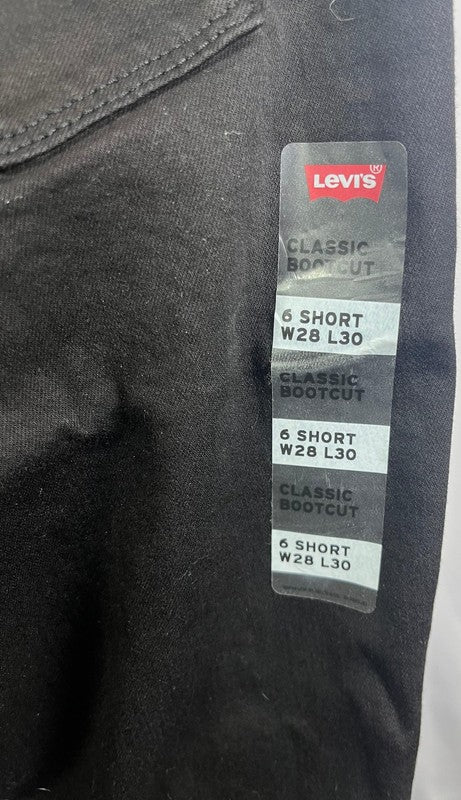 Levi's®
CLASSIC
BOOTCUT
6 SHORT
W28 L30
CLASSIC
BOOTCUT
6 SHORT
W28 L30
CLASSIC
BOOTCUT
6 SHORT
W28 L30